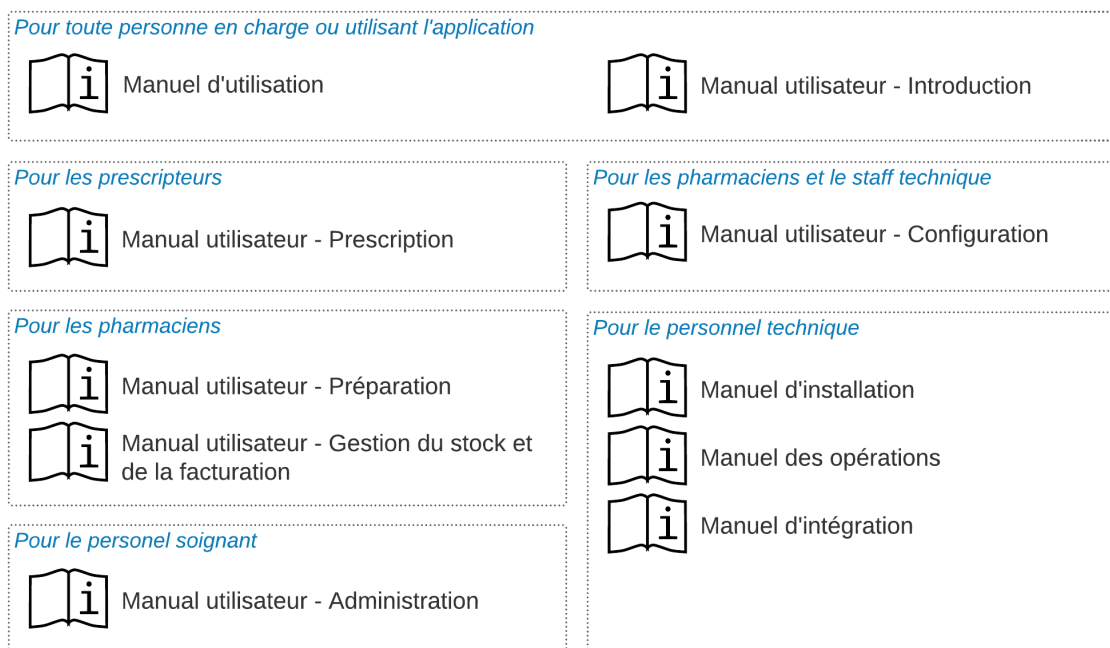 Pour toute personne en charge ou utilisant l'application
Manuel d'utilisation
Manual utilisateur - Introduction
Pour les prescripteurs
Manual utilisateur - Prescription
Pour les pharmaciens et le staff technique
Manual utilisateur - Configuration
Pour les pharmaciens
Manual utilisateur - Préparation
Manual utilisateur - Gestion du stock et
de la facturation
Pour le personel soignant
Manual utilisateur - Administration
Pour le personnel technique
Manuel d'installation
Manuel des opérations
Manuel d'intégration